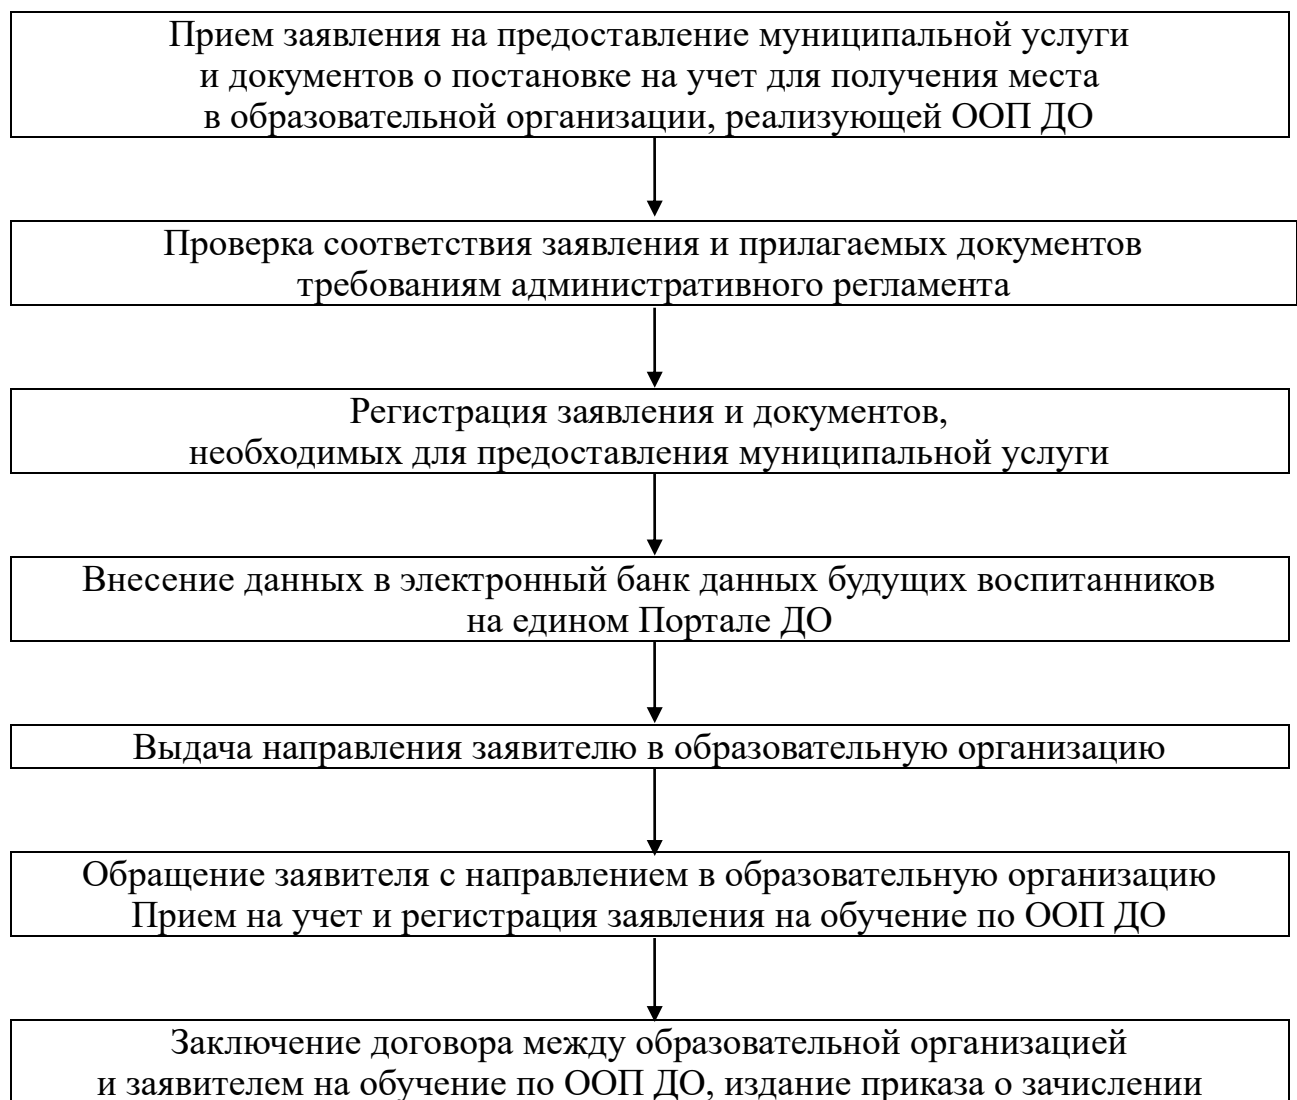 Прием заявления на предоставление муниципальной услуги
и документов о постановке на учет для получения места
в образовательной организации, реализующей ООП ДО
Проверка соответствия заявления и прилагаемых документов
требованиям административного регламента
Регистрация заявления и документов,
необходимых для предоставления муниципальной услуги
Внесение данных в электронный банк данных будущих воспитанников
на едином Портале ДО
Выдача направления заявителю в образовательную организацию
Обращение заявителя с направлением в образовательную организацию
Прием на учет и регистрация заявления на обучение по ООП ДО
Заключение договора между образовательной организацией
и заявителем на обучение по ООП ДО, издание приказа о зачислении